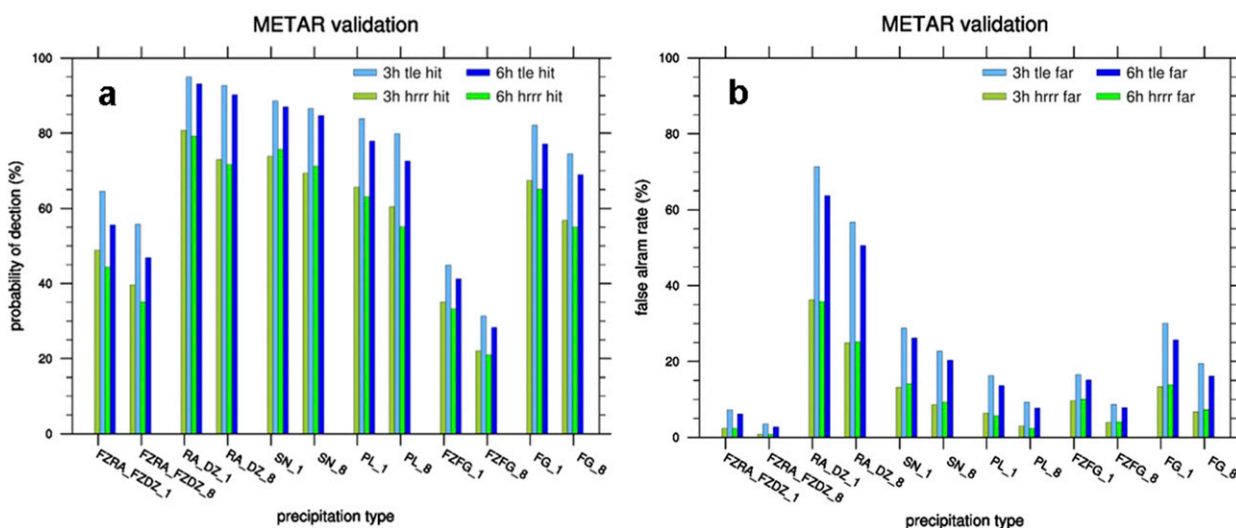 METAR validation
a
3h tle hit
6h tle hit
3h hrrr hit
6h hrrr hit
100
80
60
40
20
0
probability of dection (%)
FZRA_FZDZ_1
FZRA_FZDZ_8
RA_DZ_1
RA_DZ_8
SN_1
SN_8
PL_1
PL_8
FZFG_1
FZFG_8
FG_1
FG_8
precipitation type
METAR validation
b
3h tle far
6h tle far
3h hrrr far
6h hrrr far
100
80
60
40
20
0
false alram rate (%)
FZRA_FZDZ_1
FZRA_FZDZ_8
RA_DZ_1
RA_DZ_8
SN_1
SN_8
PL_1
PL_8
FZFG_1
FZFG_8
FG_1
FG_8
precipitation type